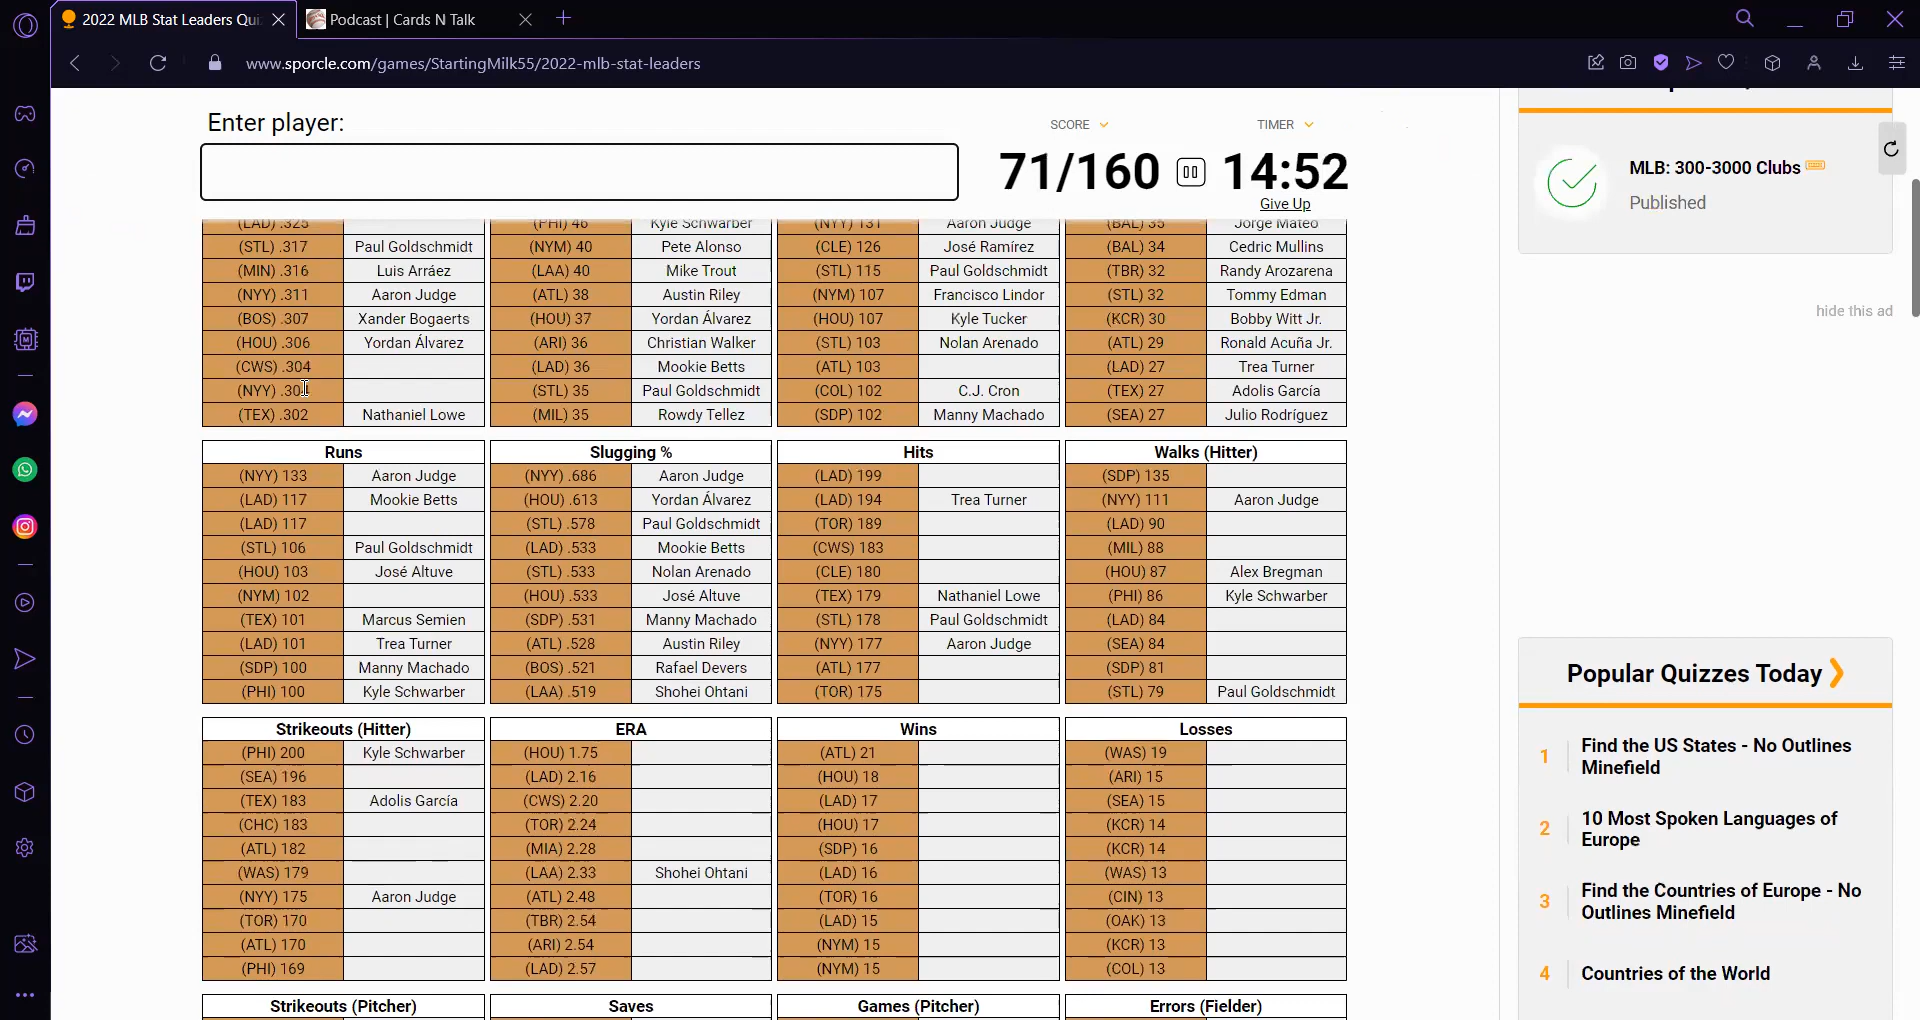 2022 MLB Stat Leaders Qui
Podcast | Cards N Talk
www.sporcle.com/games/StartingMilk55/2022-mlb-stat-leaders
Enter player:
SCORE
TIMER
71/160
14:52
Give Up
(LAD) .325
(PHI) 46 Kyle Schwarber
(NYY) 131 Aaron Judge
(BAL) 35 Jorge Mateo
(STL) .317 Paul Goldschmidt
(NYM) 40 Pete Alonso
(CLE) 126 José Ramírez
(BAL) 34 Cedric Mullins
(MIN) .316 Luis Arráez
(LAA) 40 Mike Trout
(STL) 115 Paul Goldschmidt
(TBR) 32 Randy Arozarena
(NYY) .311 Aaron Judge
(ATL) 38 Austin Riley
(NYM) 107 Francisco Lindor
(STL) 32 Tommy Edman
(BOS) .307 Xander Bogaerts
(HOU) 37 Yordan Álvarez
(HOU) 107 Kyle Tucker
(KCR) 30 Bobby Witt Jr.
(HOU) .306 Yordan Álvarez
(ARI) 36 Christian Walker
(STL) 103 Nolan Arenado
(ATL) 29 Ronald Acuña Jr.
(CWS) .304
(LAD) 36 Mookie Betts
(ATL) 103
(LAD) 27 Trea Turner
(NYY)
(STL) 35 Paul Goldschmidt
(COL) 102 C.J. Cron
(TEX) 27 Adolis García
(TEX) .302 Nathaniel Lowe
(MIL) 35 Rowdy Tellez
(SDP) 102 Manny Machado
(SEA) 27 Julio Rodríguez
Runs
Slugging %
Hits
Walks (Hitter)
(NYY) 133 Aaron Judge
(NYY) .686 Aaron Judge
(LAD) 199
(SDP) 135
(LAD) 117 Mookie Betts
(HOU) .613 Yordan Álvarez
(LAD) 194 Trea Turner
(NYY) 111 Aaron Judge
(LAD) 117
(STL) .578 Paul Goldschmidt
(TOR) 189
(LAD) 90
(STL) 106 Paul Goldschmidt
(LAD) .533 Mookie Betts
(CWS) 183
(MIL) 88
(HOU) 103 José Altuve
(STL) .533 Nolan Arenado
(CLE) 180
(HOU) 87 Alex Bregman
(NYM) 102
(HOU) .533 José Altuve
(TEX) 179 Nathaniel Lowe
(PHI) 86 Kyle Schwarber
(TEX) 101 Marcus Semien
(SDP) .531 Manny Machado
(STL) 178 Paul Goldschmidt
(LAD) 84
(LAD) 101 Trea Turner
(ATL) .528 Austin Riley
(NYY) 177 Aaron Judge
(SEA) 84
(SDP) 100 Manny Machado
(BOS) .521 Rafael Devers
(ATL) 177
(SDP) 81
(PHI) 100 Kyle Schwarber
(LAA) .519 Shohei Ohtani
(TOR) 175
(STL) 79 Paul Goldschmidt
Strikeouts (Hitter)
ERA
Wins
Losses
(PHI) 200 Kyle Schwarber
(HOU) 1.75
(ATL) 21
(WAS) 19
(SEA) 196
(LAD) 2.16
(HOU) 18
(ARI) 15
(TEX) 183 Adolis García
(CWS) 2.20
(LAD) 17
(SEA) 15
(CHC) 183
(TOR) 2.24
(HOU) 17
(KCR) 14
(ATL) 182
(MIA) 2.28
(SDP) 16
(KCR) 14
(WAS) 179
(LAA) 2.33 Shohei Ohtani
(LAD) 16
(WAS) 13
(NYY) 175 Aaron Judge
(ATL) 2.48
(TOR) 16
(CIN) 13
(TOR) 170
(TBR) 2.54
(LAD) 15
(OAK) 13
(ATL) 170
(ARI) 2.54
(NYM) 15
(KCR) 13
(PHI) 169
(LAD) 2.57
(NYM) 15
(COL) 13
Strikeouts (Pitcher)
Saves
Games (Pitcher)
Errors (Fielder)
MLB: 300-3000 Clubs
Published
hide this ad
Popular Quizzes Today
1 Find the US States - No Outlines
Minefield
2 10 Most Spoken Languages of
Europe
3 Find the Countries of Europe - No
Outlines Minefield
4 Countries of the World